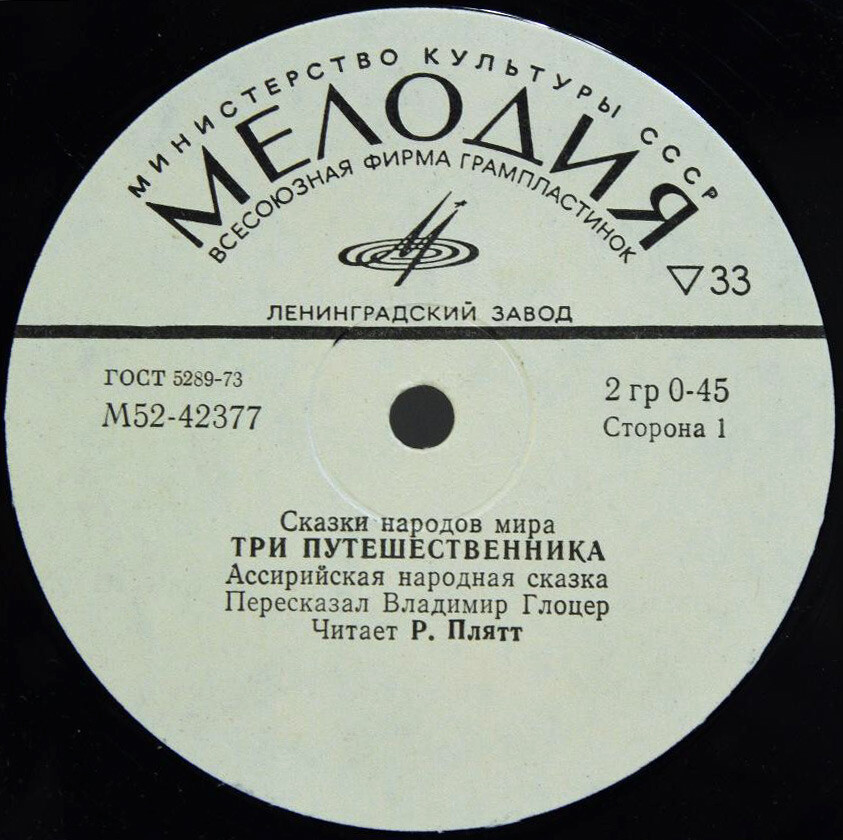 МИНИСТЕРСТВО КУЛЬТУРЫ СССР
МЕЛОДИЯ
ВСЕСОЮЗНАЯ ФИРМА ГРАМПЛАСТИНОК
33
ЛЕНИНГРАДСКИЙ ЗАВОД
ГОСТ 5289-73
М52-42377
2 гр 0-45
Сторона 1
Сказки народов мира
ТРИ ПУТЕШЕСТВЕННИКА
Ассирийская народная сказка
Пересказал Владимир Глоцер
Читает Р. Плятт